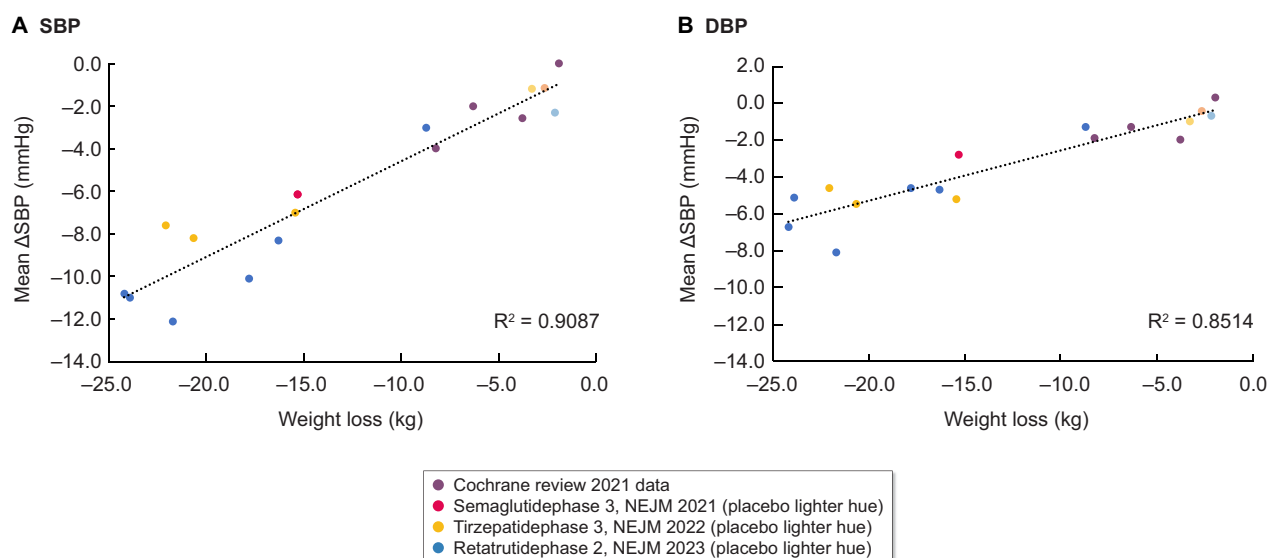 A SBP
0.0
–2.0
–4.0
–6.0
–8.0
–10.0
–12.0
–14.0
Mean ΔSBP (mmHg)
R² = 0.9087
–25.0 –20.0 –15.0 –10.0 –5.0 0.0
Weight loss (kg)
B DBP
2.0
0.0
–2.0
–4.0
–6.0
–8.0
–10.0
–12.0
–14.0
Mean ΔSBP (mmHg)
R² = 0.8514
–25.0 –20.0 –15.0 –10.0 –5.0 0.0
Weight loss (kg)
Cochrane review 2021 data
Semaglutidephase 3, NEJM 2021 (placebo lighter hue)
Tirzepatidephase 3, NEJM 2022 (placebo lighter hue)
Retatrutidephase 2, NEJM 2023 (placebo lighter hue)